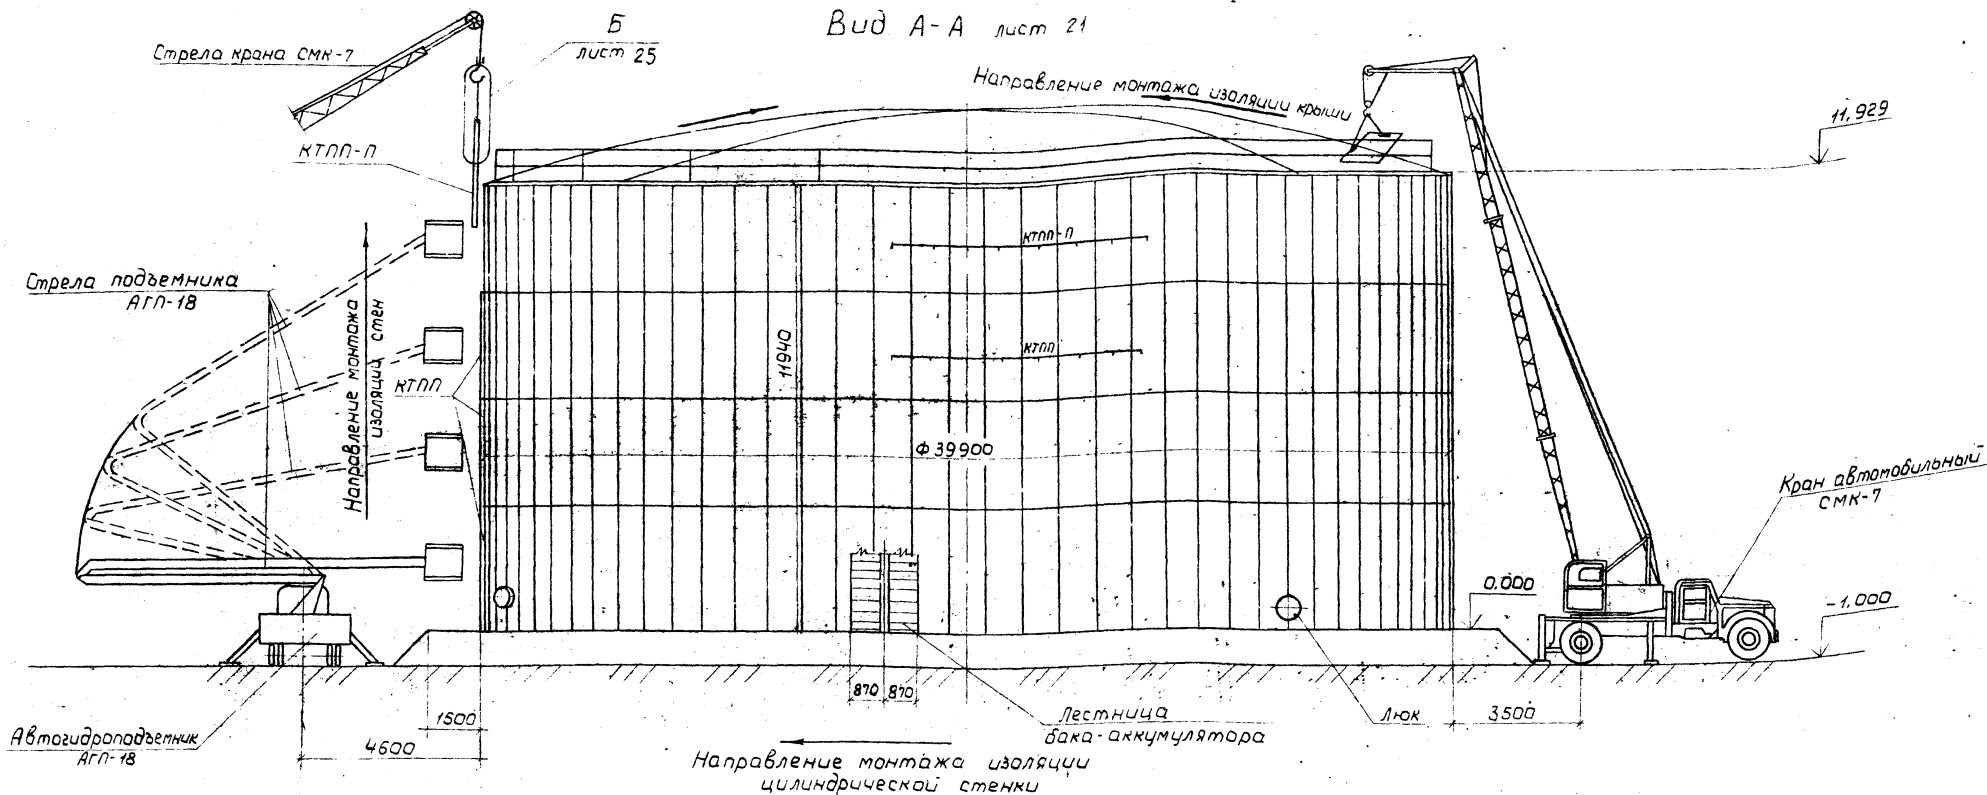 Вид А-А лист 21
Б
лист 25
Стрела крана СМК-7
Направление монтажа изоляции крыши
11,929
КТПП-П
КТПП-П
Стрела подъемника
АГП-18
Направление монтажа
изоляции стен
11940
КТПП
КТПП
Ф 39900
Кран автомобильный
СМК-7
0.000
-1,000
870 870
Лестница
бака-аккумулятора
Люк
3500
1500
4600
Автогидроподъемник
АГП-18
Направление монтажа изоляции
цилиндрической стенки